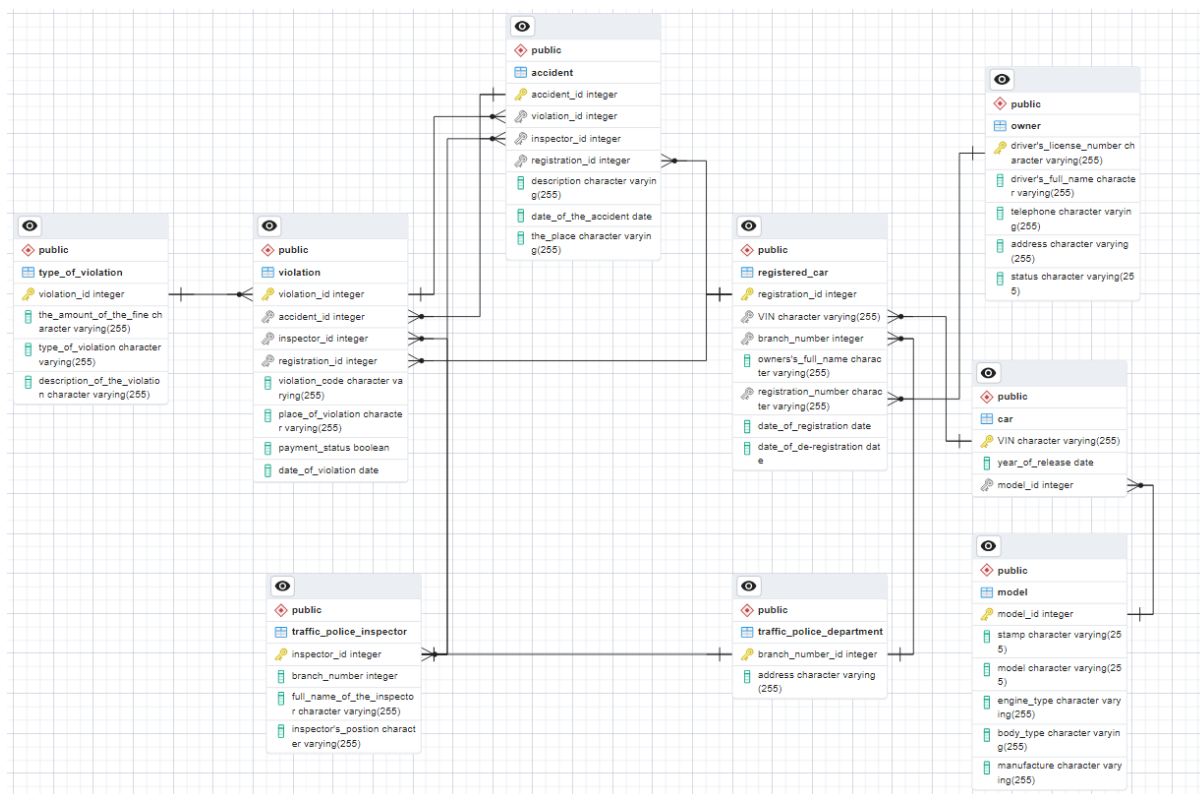 public
accident
accident_id integer
violation_id integer
inspector_id integer
registration_id integer
description character varyin
g(255)
date_of_the_accident date
the_place character varyin
g(255)
public
owner
driver's_license_number ch
aracter varying(255)
driver's_full_name characte
r varying(255)
telephone character varyin
g(255)
address character varying
(255)
status character varying(25
5)
public
type_of_violation
violation_id integer
the_amount_of_the_fine ch
aracter varying(255)
type_of_violation character
varying(255)
description_of_the_violatio
n character varying(255)
public
violation
violation_id integer
accident_id integer
inspector_id integer
registration_id integer
violation_code character va
rying(255)
place_of_violation characte
r varying(255)
payment_status boolean
date_of_violation date
public
registered_car
registration_id integer
VIN character varying(255)
branch_number integer
owners's_full_name charac
ter varying(255)
registration_number charac
ter varying(255)
date_of_registration date
date_of_de-registration dat
e
public
car
VIN character varying(255)
year_of_release date
model_id integer
public
traffic_police_inspector
inspector_id integer
branch_number integer
full_name_of_the_inspecto
r character varying(255)
inspector's_postion charact
er varying(255)
public
traffic_police_department
branch_number_id integer
address character varying
(255)
public
model
model_id integer
stamp character varying(25
5)
model character varying(25
5)
engine_type character vary
ing(255)
body_type character varyin
g(255)
manufacture character vary
ing(255)